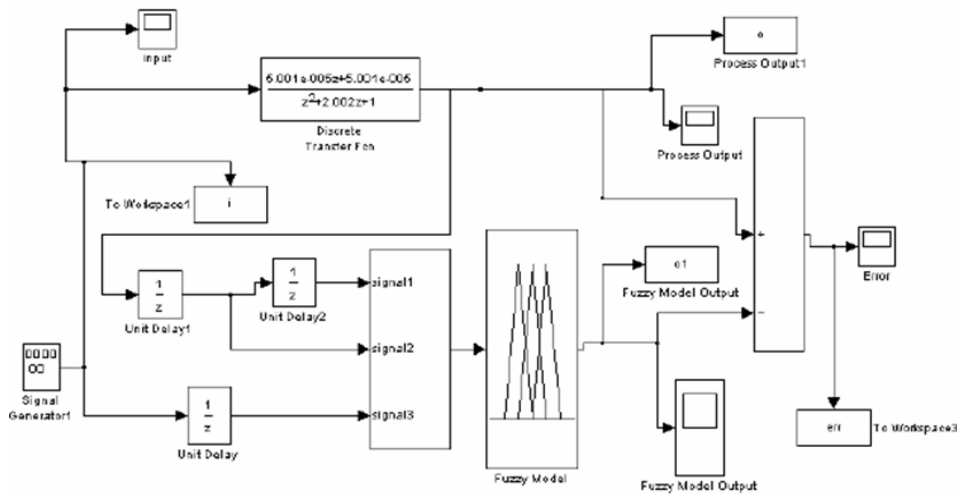 input
6.001e-005z+5.001e-005
z²+2.002z+1
Discrete
Transfer Fcn
o
Process Output1
Process Output
To Workspace1
i
1
z
Unit Delay1
1
z
Unit Delay2
signal1
signal2
signal3
Fuzzy Model
o1
Fuzzy Model Output
+
−
Error
Signal
Generator1
1
z
Unit Delay
Fuzzy Model Output
err
To Workspace3